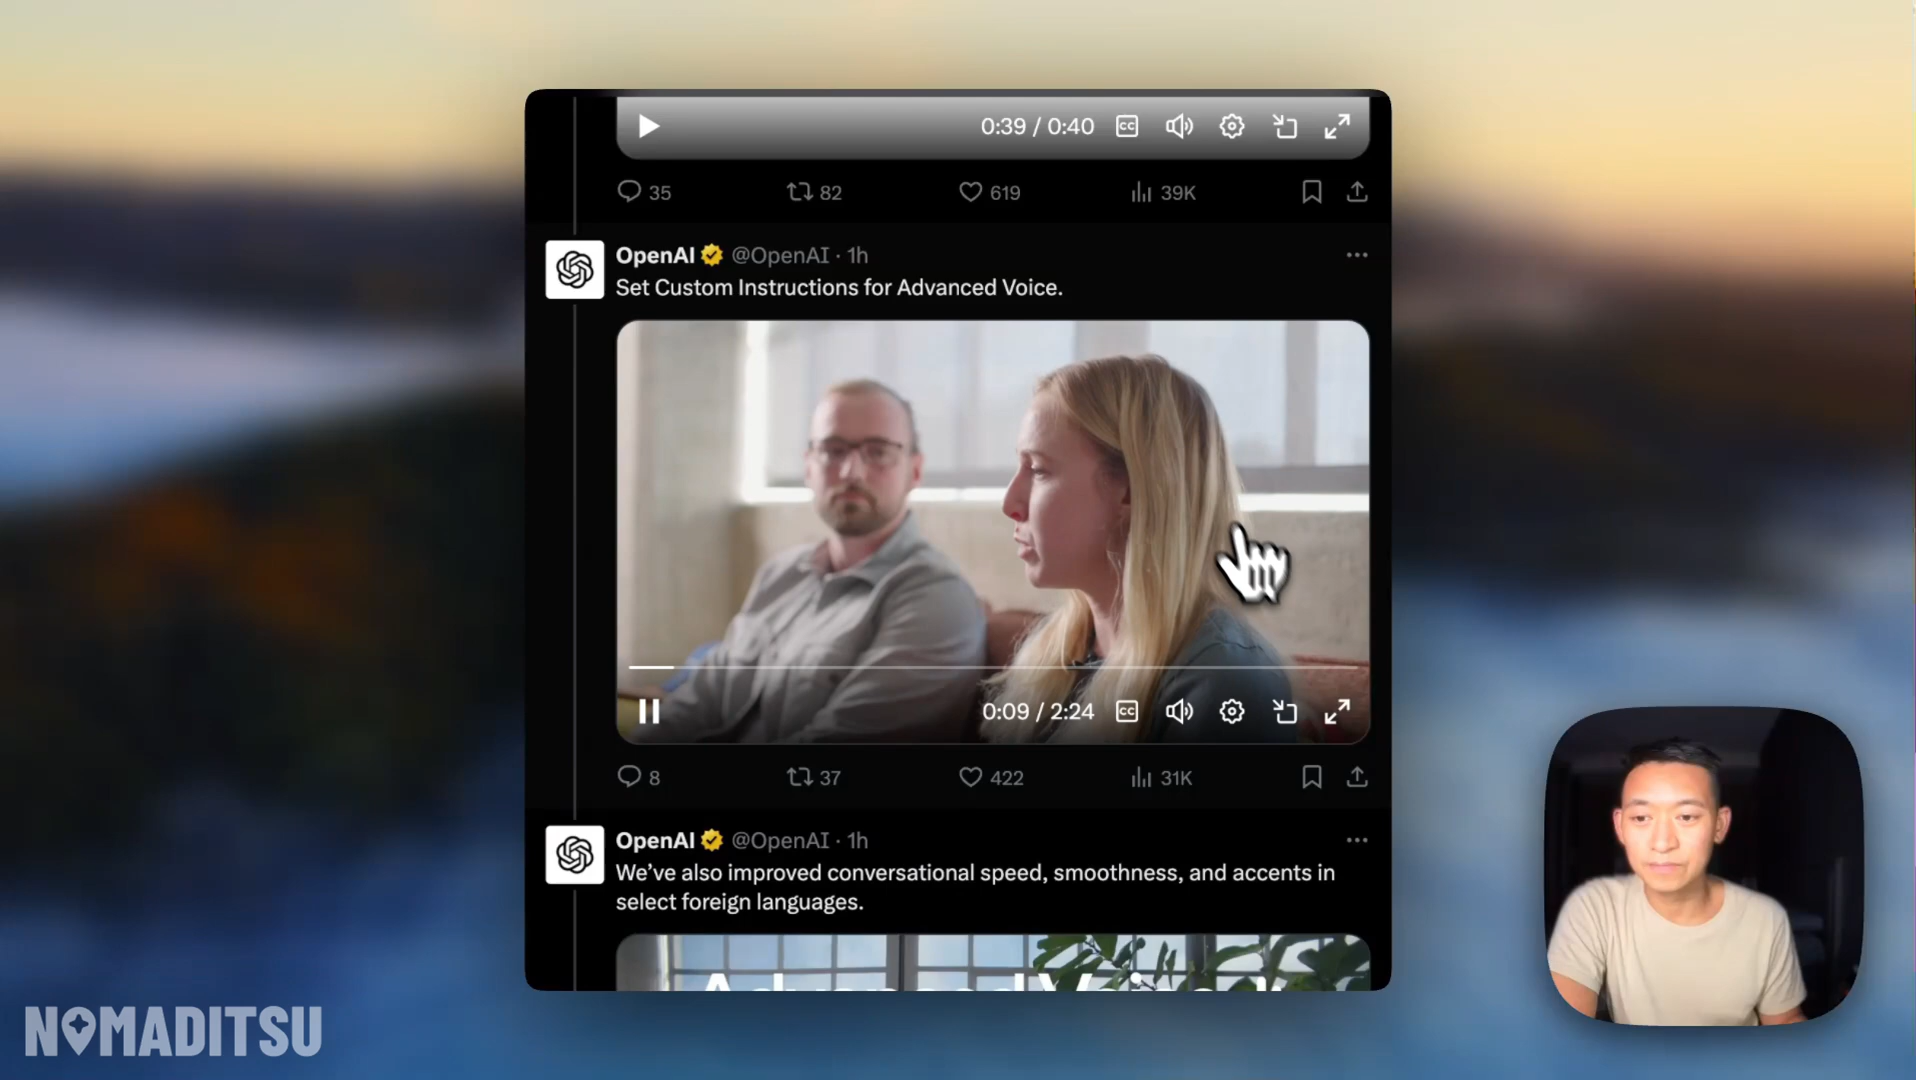 0:39 / 0:40 CC
35 82 619 39K
OpenAI @OpenAI · 1h
Set Custom Instructions for Advanced Voice.
0:09 / 2:24 CC
8 37 422 31K
OpenAI @OpenAI · 1h
We've also improved conversational speed, smoothness, and accents in
select foreign languages.
NOMADITSU